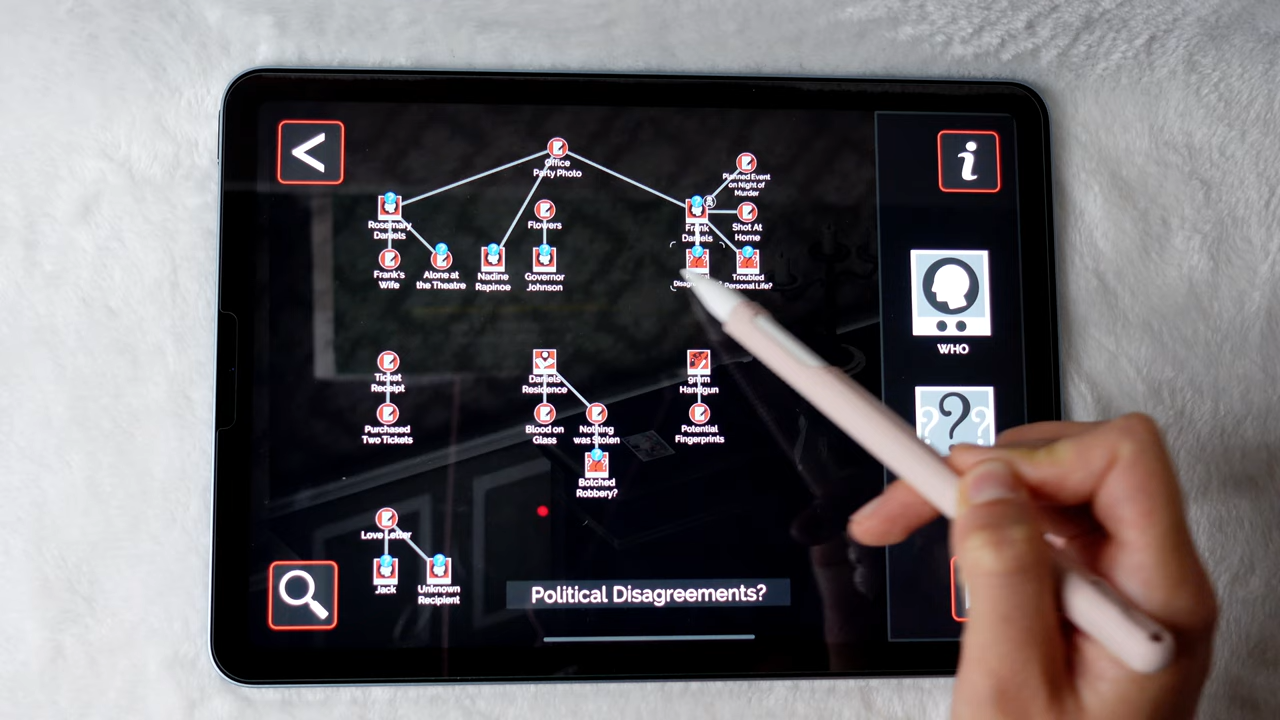 <
i
Office
Party Photo
Planned Event
on Night of
Murder
Rosemary
Daniels
Flowers
Frank
Daniels
Shot At
Home
Frank's
Wife
Alone at
the Theatre
Nadine
Rapinoe
Governor
Johnson
Troubled
Personal Life?
WHO
?
Ticket
Receipt
Daniels
Residence
9mm
Handgun
Purchased
Two Tickets
Blood on
Glass
Nothing
was Stolen
Potential
Fingerprints
Botched
Robbery?
Love Letter
Jack
Unknown
Recipient
Political Disagreements?